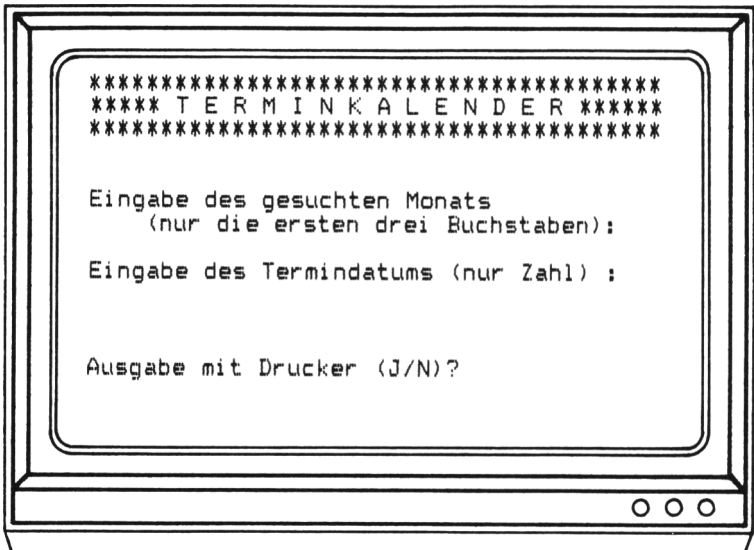 ************************************************
***** T E R M I N K A L E N D E R ******
************************************************
Eingabe des gesuchten Monats
(nur die ersten drei Buchstaben):
Eingabe des Termindatums (nur Zahl) :
Ausgabe mit Drucker (J/N)?